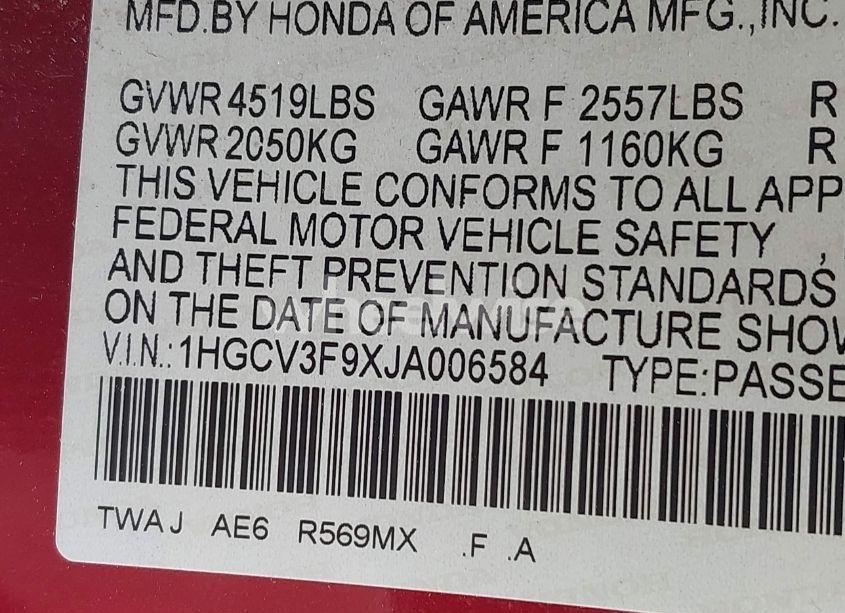 MFD.BY HONDA OF AMERICA MFG.,INC.
GVWR 4519LBS GAWR F 2557LBS R
GVWR 2050KG GAWR F 1160KG R
THIS VEHICLE CONFORMS TO ALL APP
FEDERAL MOTOR VEHICLE SAFETY ,
AND THEFT PREVENTION STANDARDS
ON THE DATE OF MANUFACTURE SHOW
V.I.N.: 1HGCV3F9XJA006584 TYPE:PASSE
TWAJ AE6 R569MX .F .A